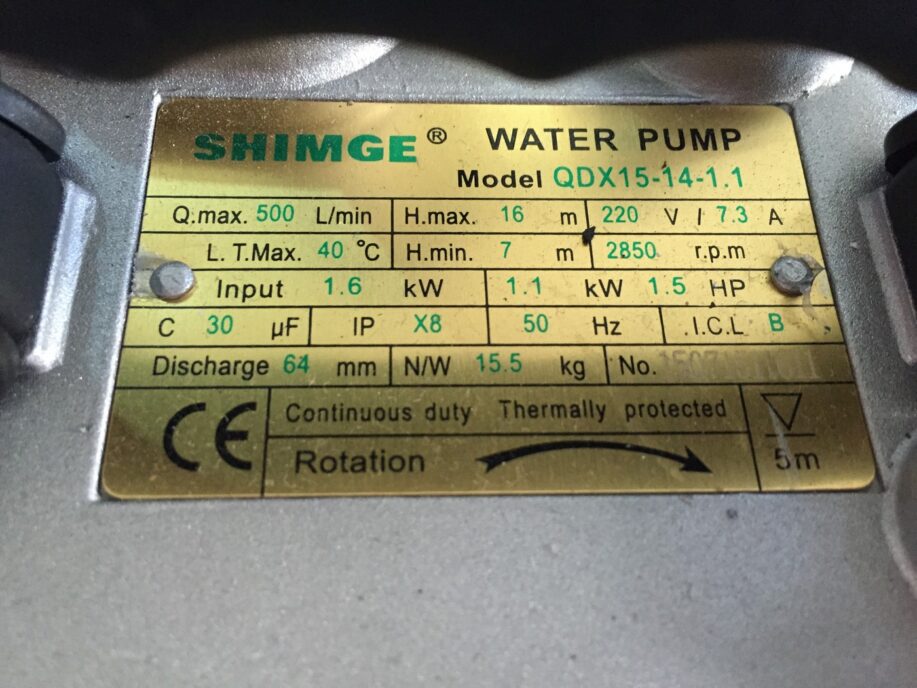 SHIMGE® WATER PUMP
Model QDX15-14-1.1
Q.max. 500 L/min H.max. 16 m 220 V / 7.3 A
L. T.Max. 40 °C H.min. 7 m 2850 r.p.m
Input 1.6 kW 1.1 kW 1.5 HP
C 30 µF IP X8 50 Hz I.C.L B
Discharge 64 mm N/W 15.5 kg No.
CE Continuous duty Thermally protected
Rotation 5m